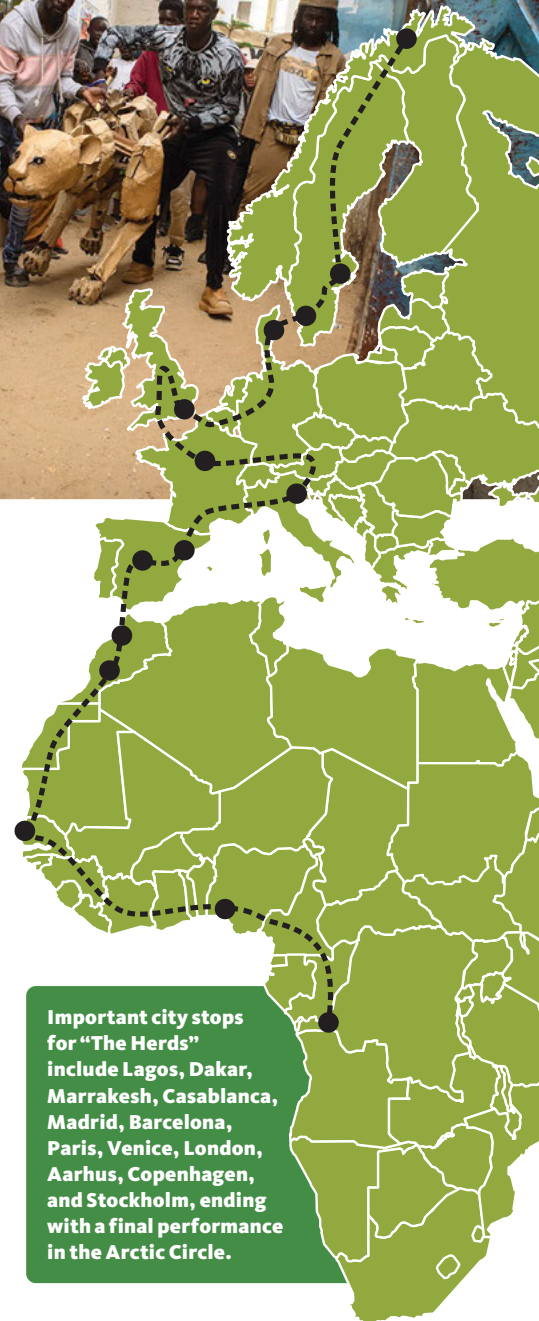 Important city stops
for “The Herds”
include Lagos, Dakar,
Marrakesh, Casablanca,
Madrid, Barcelona,
Paris, Venice, London,
Aarhus, Copenhagen,
and Stockholm, ending
with a final performance
in the Arctic Circle.